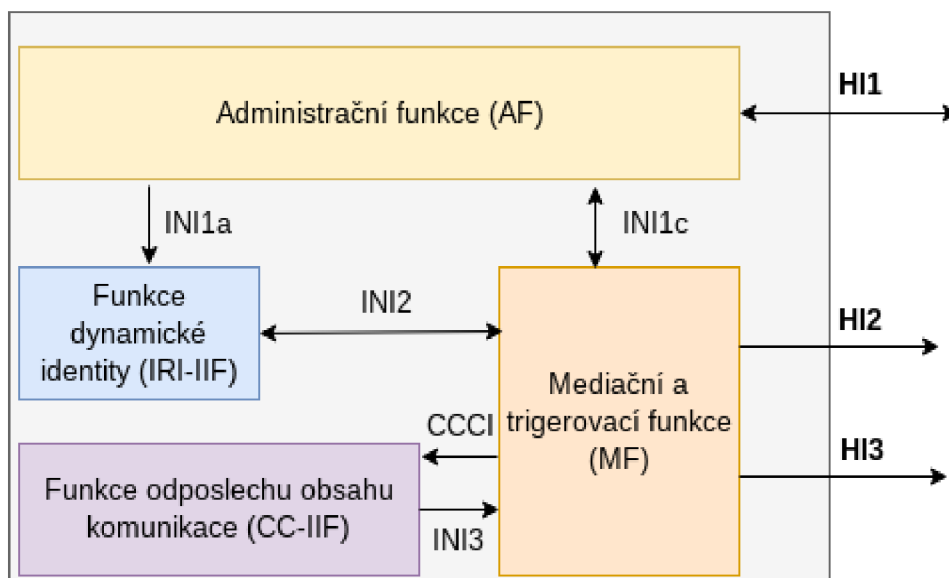 HI1
Administrační funkce (AF)
INI1a
INI1c
Funkce
dynamické
identity (IRI-IIF)
INI2
HI2
Mediační a
trigerovací funkce
(MF)
CCCI
HI3
Funkce odposlechu obsahu
komunikace (CC-IIF)
INI3